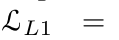 ℒ_{L1} =